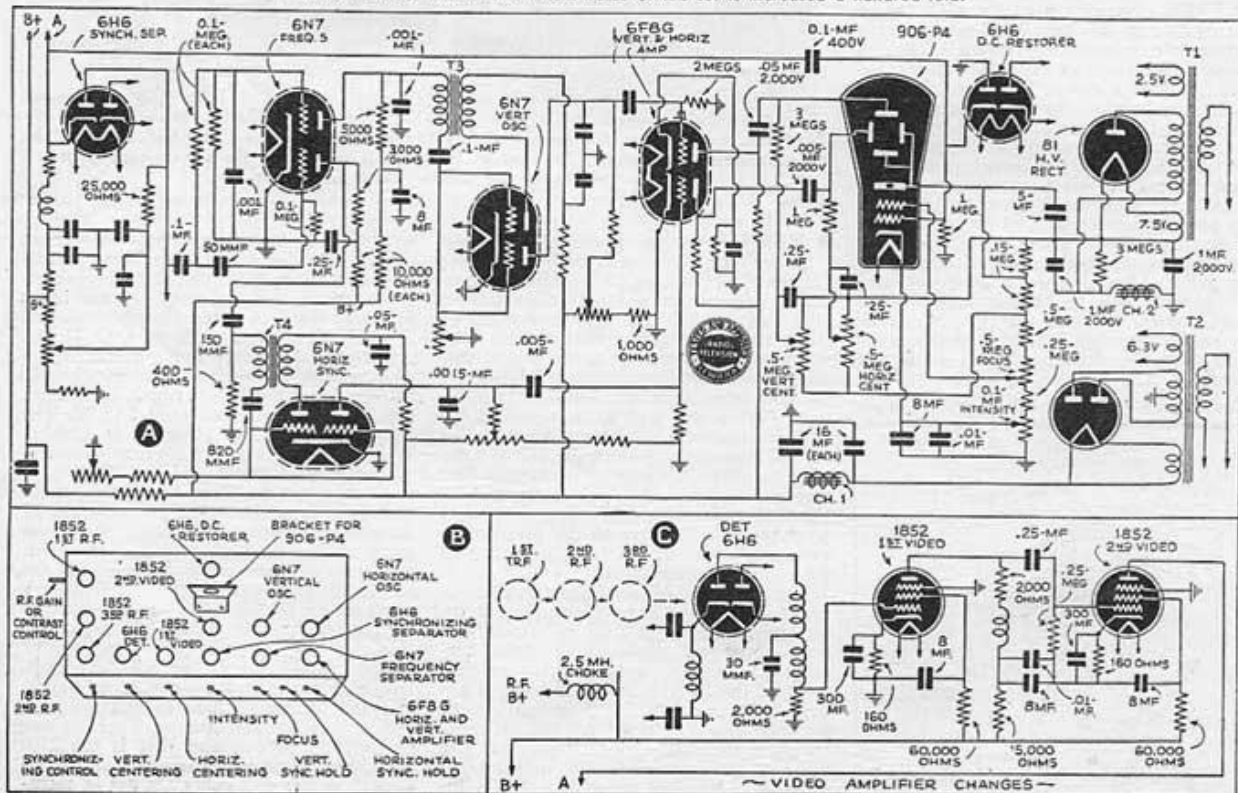 B+ A
6H6
SYNCH. SEP.
0.1-
MEG.
(EACH)
6N7
FREQ. S
.001-
MF.
T3
6N7
VERT
OSC.
6F8G
VERT. & HORIZ
AMP
2 MEGS
.05 MF
2,000V
0.1-MF
400V
906-P4
6H6
D.C. RESTORER
T1
2.5V
81
H.V.
RECT
7.5V
1 MF
2000V.
25,000
OHMS
.1-
MF.
50 MMF
.001
MF
0.1-
MEG.
.25-
MF.
5000
OHMS
3,000
OHMS
8
MF
10,000
OHMS
(EACH)
B+
.1-MF
3
MEGS
.005-
MF
2000V
1
MEG
.25-
MF
.25-
MF
1
MEG.
.5-
MF
.15-
MEG
3 MEGS
1 MF
2000V
CH. 2
.5-
MEG
.5-
MEG
FOCUS
.25-
MEG
0.1-
MF
INTENSITY
T2
6.3V
150
MMF
T4
400-
OHMS
6N7
HORIZ
SYNC.
.05-
MF.
.0015-MF
.005-
MF
1,000
OHMS
RADIO
TELEVISION
.5-
MEG
VERT
CENT.
.5-
MEG
HORIZ
CENT
8 MF
.01-
MF
16
MF
(EACH)
CH. 1
820
MMF
A
B
1852
1ST R.F.
6H6, D.C.
RESTORER
BRACKET FOR
906-P4
1852
2ND VIDEO
6N7
VERTICAL
OSC.
6N7
HORIZONTAL
OSC
R.F. GAIN
OR
CONTRAST
CONTROL
1852
3RD R.F.
6H6
DET.
1852
1ST
VIDEO
6H6
SYNCHRONIZING
SEPARATOR
6N7
FREQUENCY
SEPARATOR
6F8G
HORIZ. AND
VERT.
AMPLIFIER
1852
2ND R.F.
INTENSITY
FOCUS
SYNCHRONIZ-
ING CONTROL
VERT.
CENTERING
HORIZ.
CENTERING
VERT.
SYNC. HOLD
HORIZONTAL
SYNC. HOLD
C
1ST.
T.R.F.
2ND
R.F.
3RD
R.F.
DET
6H6
1852
1ST VIDEO
.25-MF
1852
2ND VIDEO
2,000
OHMS
.25-
MEG
300
MF
160 OHMS
2.5 MH.
CHOKE
R.F.
B+
30
MMF.
2,000
OHMS
300
MF.
160
OHMS
8
MF.
8 MF.
.01-
MF
8
MF
60,000
OHMS
5,000
OHMS
60,000
OHMS
B+ A
~ VIDEO AMPLIFIER CHANGES ~